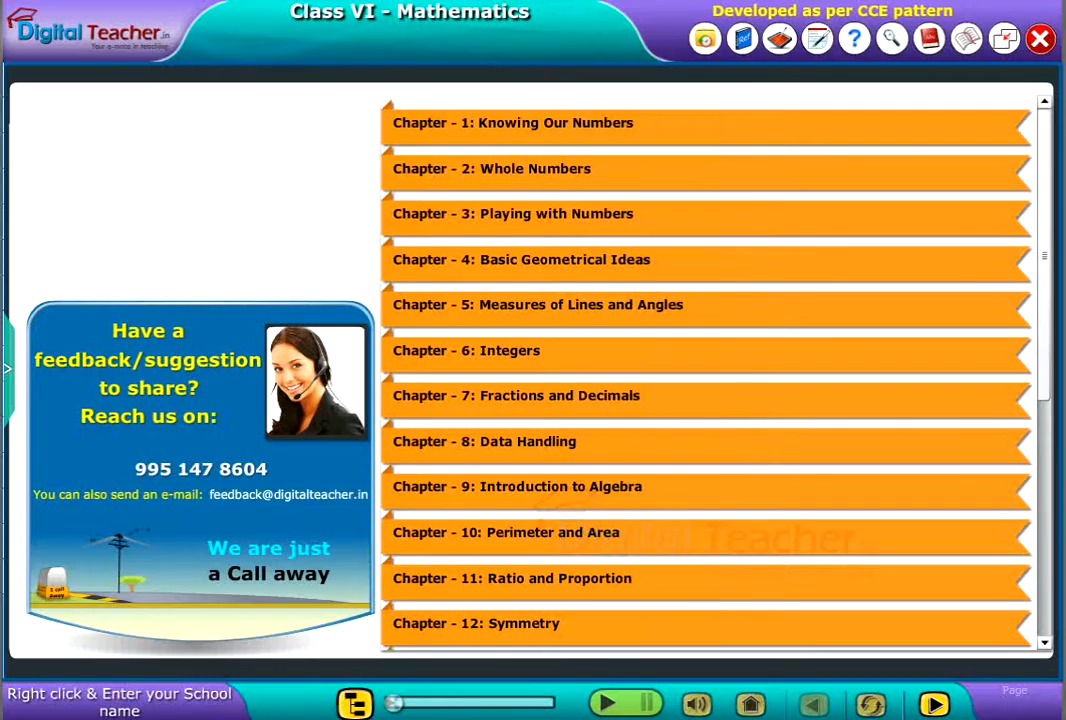 Digital Teacher.in
Your e-mate in teaching
Class VI - Mathematics
Developed as per CCE pattern
Chapter - 1: Knowing Our Numbers
Chapter - 2: Whole Numbers
Chapter - 3: Playing with Numbers
Chapter - 4: Basic Geometrical Ideas
Chapter - 5: Measures of Lines and Angles
Chapter - 6: Integers
Chapter - 7: Fractions and Decimals
Chapter - 8: Data Handling
Chapter - 9: Introduction to Algebra
Chapter - 10: Perimeter and Area
Chapter - 11: Ratio and Proportion
Chapter - 12: Symmetry
Digital Teacher
Have a
feedback/suggestion
to share?
Reach us on:
995 147 8604
You can also send an e-mail: feedback@digitalteacher.in
We are just
a Call away
1 call
Away
Right click & Enter your School
name
Page